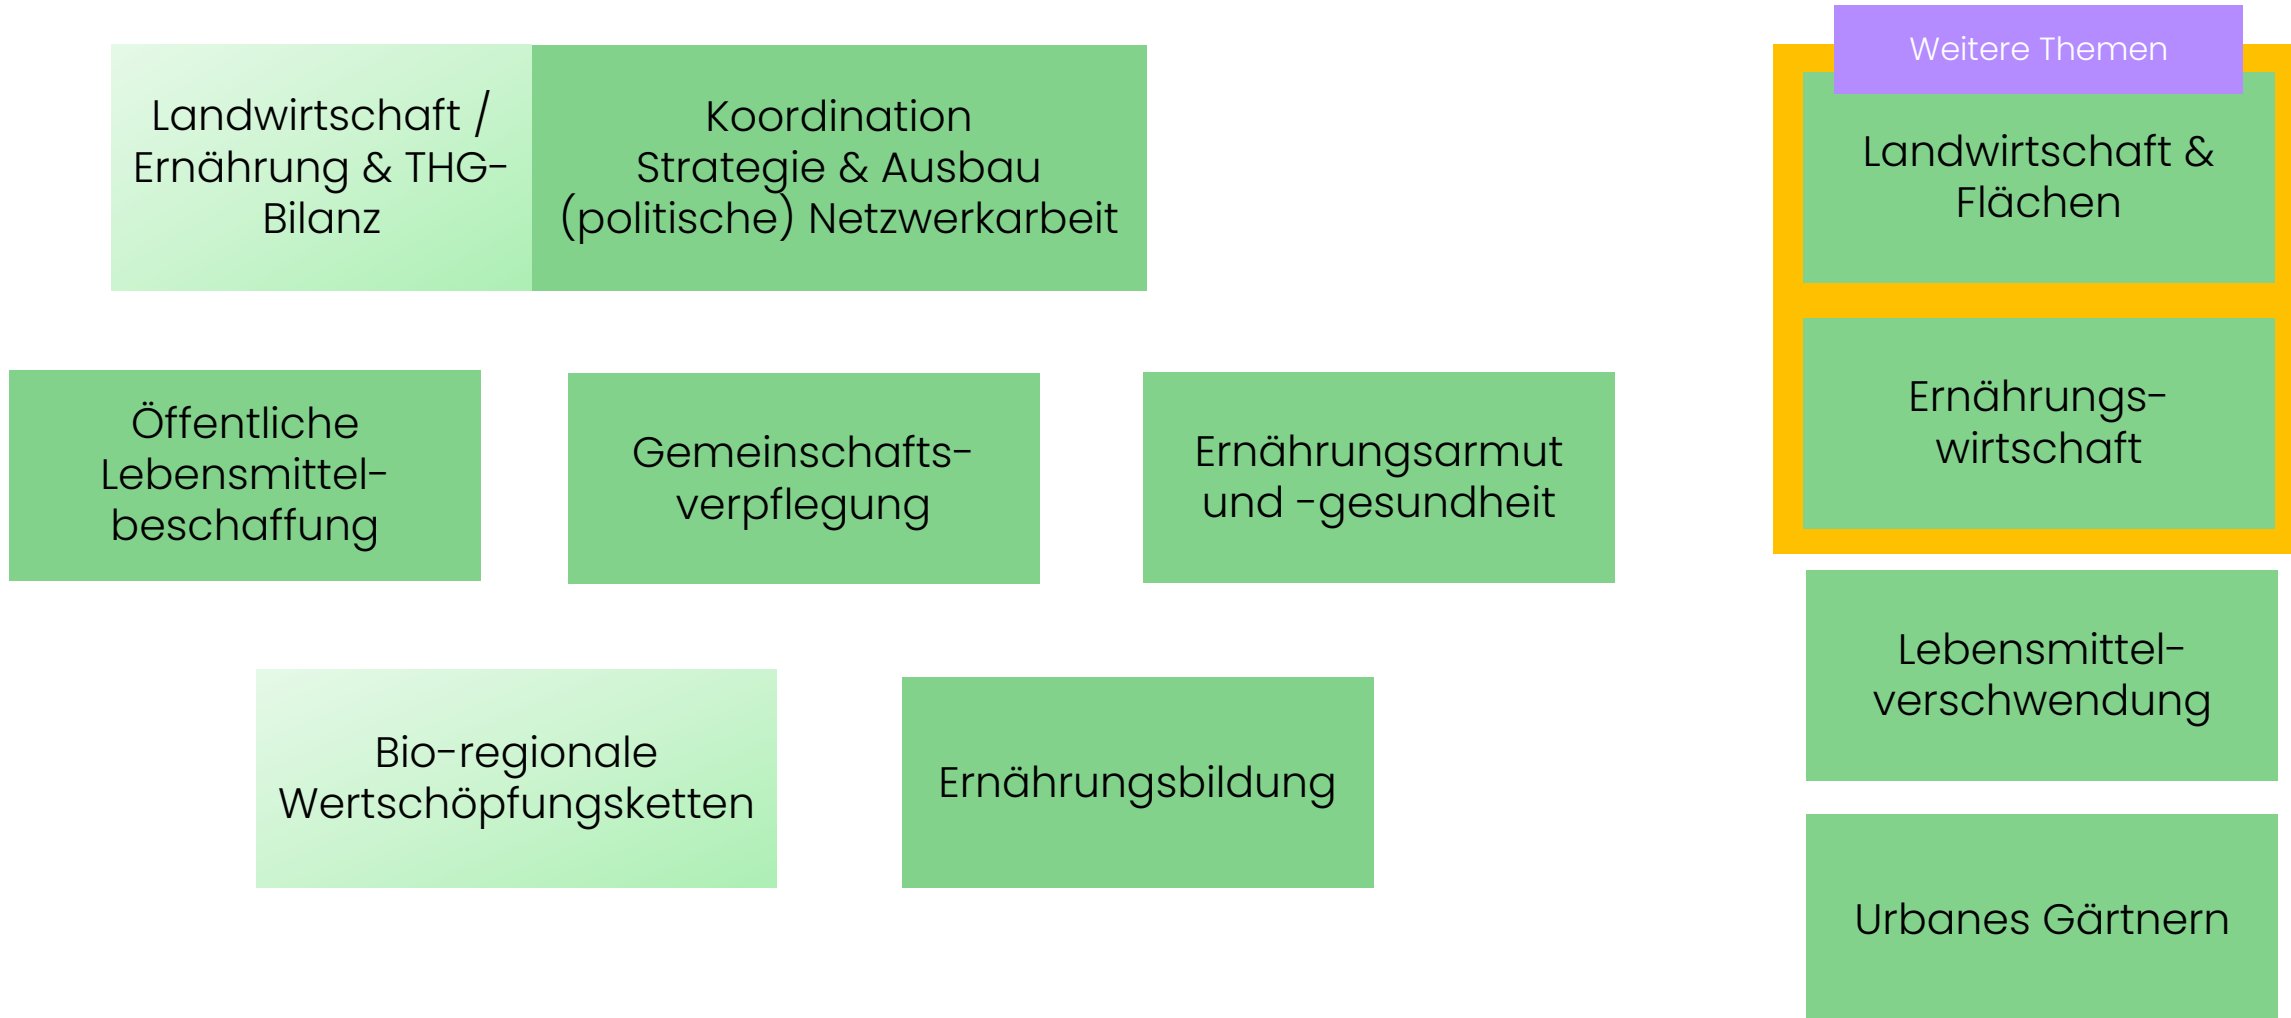 Landwirtschaft /
Ernährung & THG-
Bilanz
Koordination
Strategie & Ausbau
(politische) Netzwerkarbeit
Öffentliche
Lebensmittel-
beschaffung
Gemeinschafts-
verpflegung
Ernährungsarmut
und -gesundheit
Bio-regionale
Wertschöpfungsketten
Ernährungsbildung
Weitere Themen
Landwirtschaft &
Flächen
Ernährungs-
wirtschaft
Lebensmittel-
verschwendung
Urbanes Gärtnern